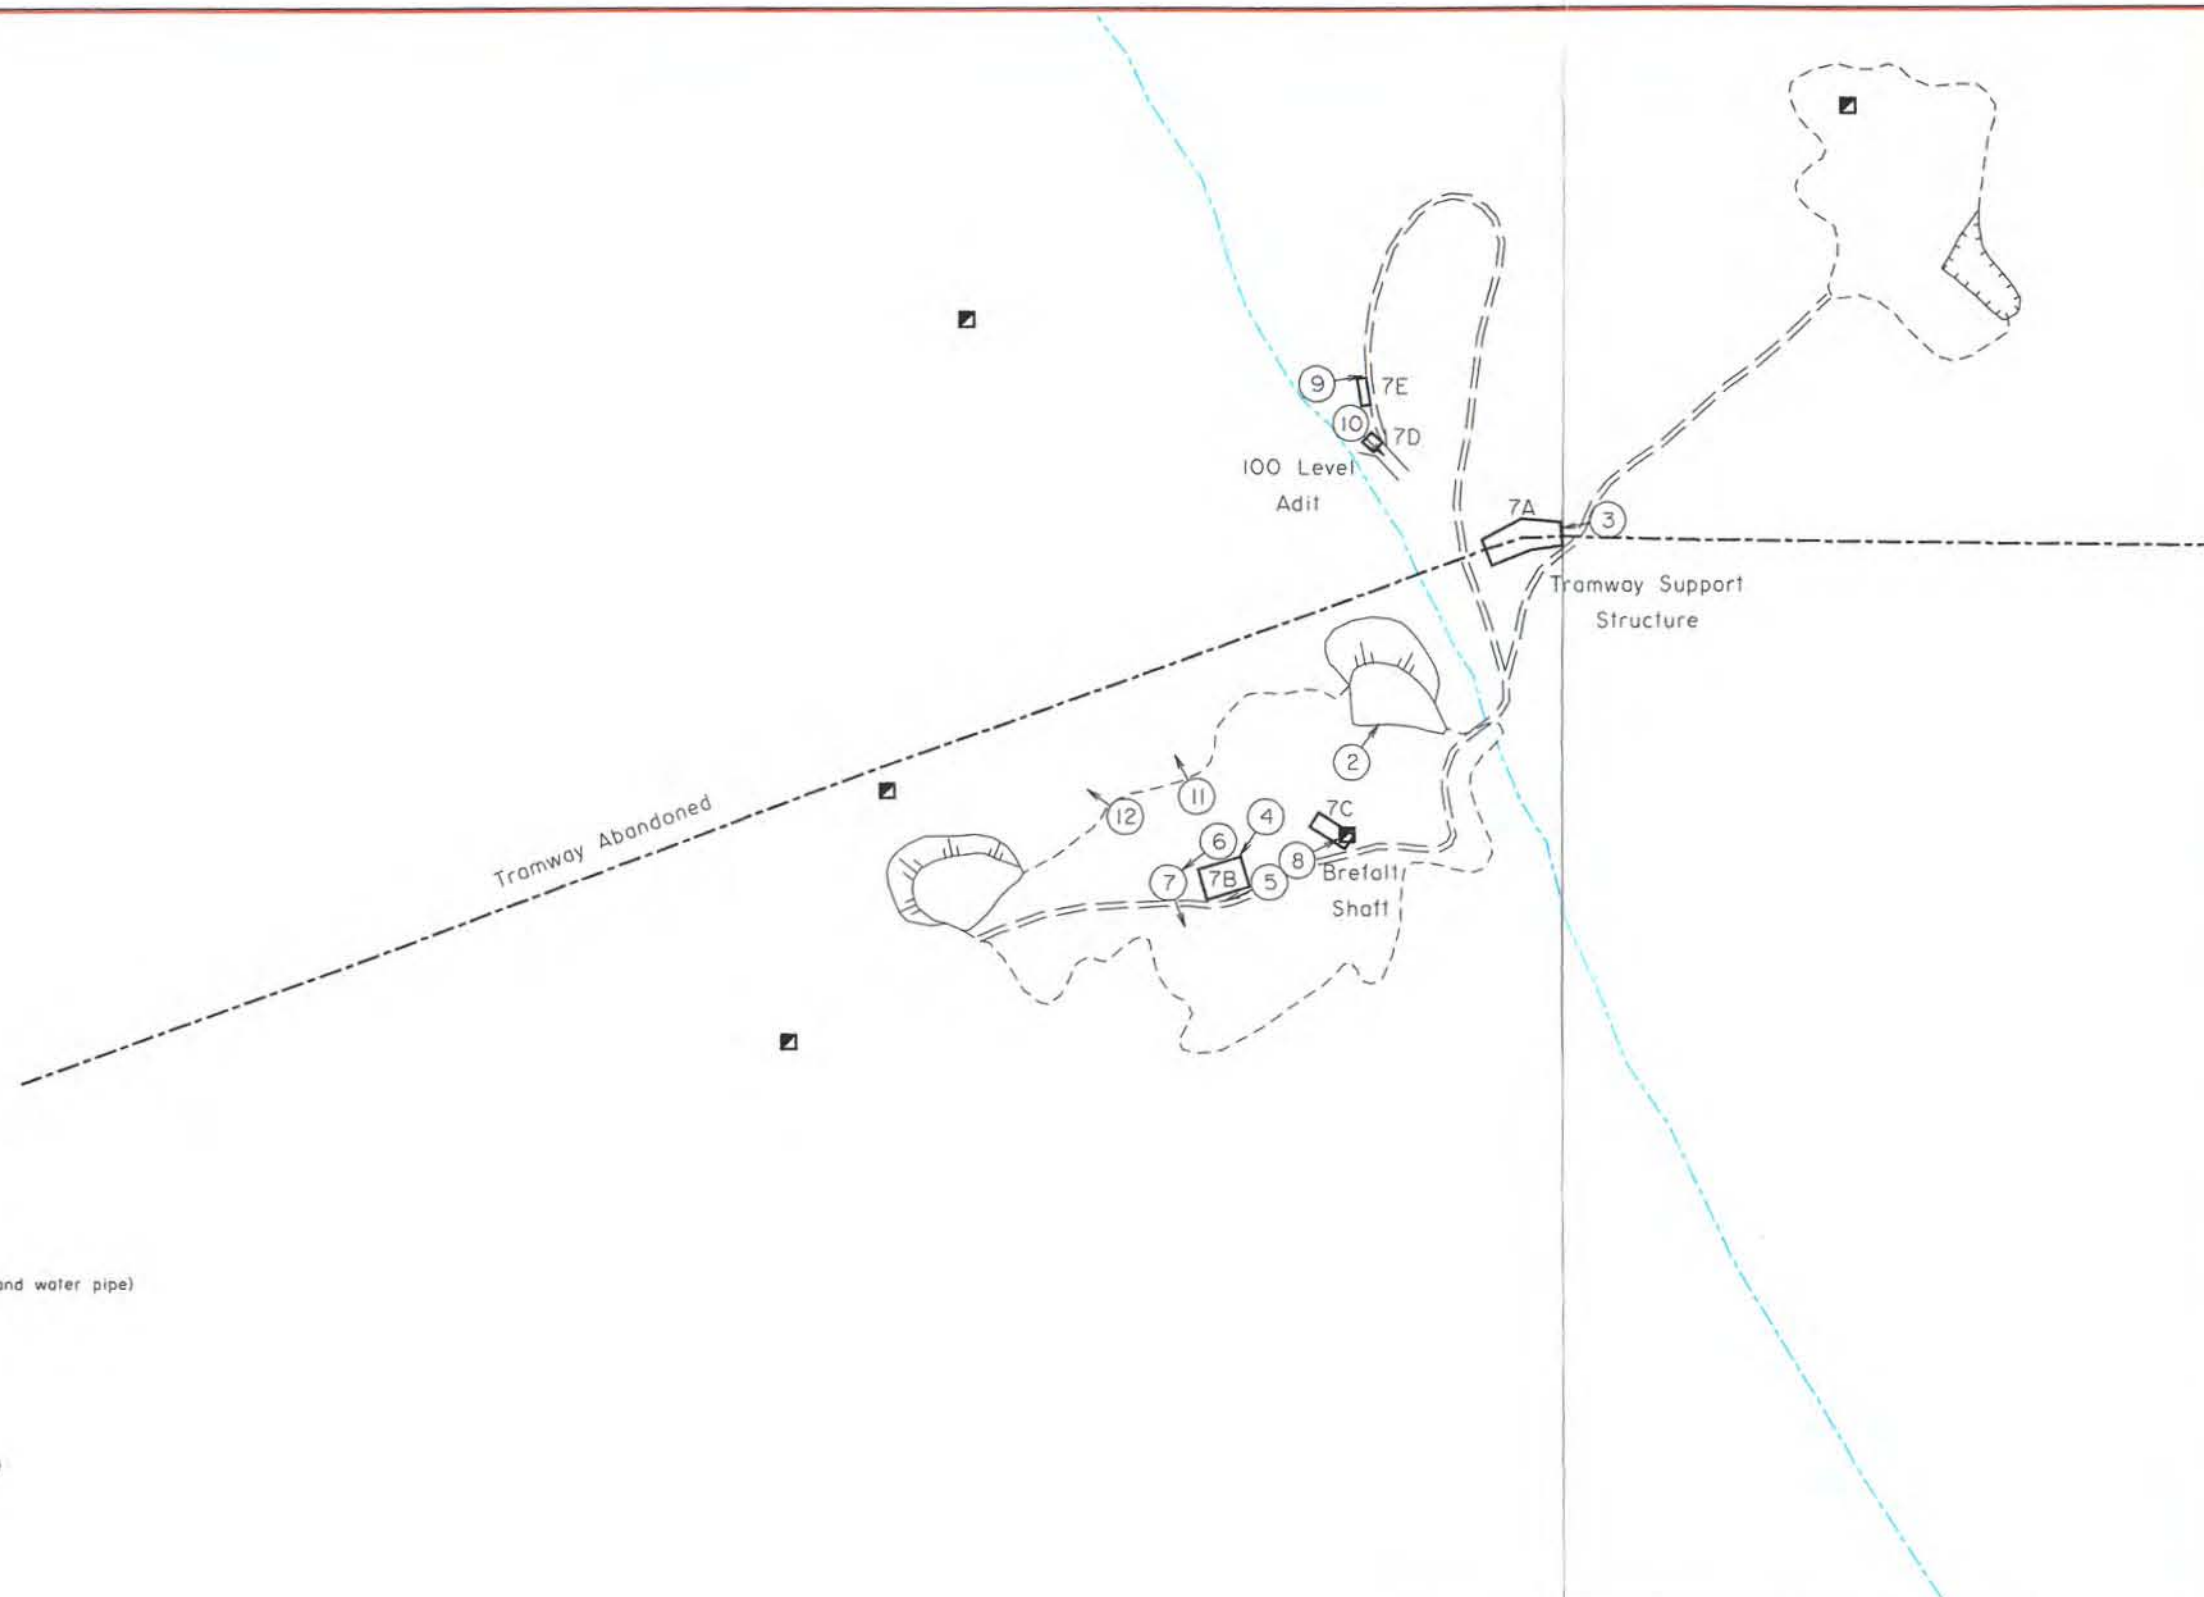 9
7E
10
7D
100 Level
Adit
7A
3
Tramway Support
Structure
2
11
12
Tramway Abandoned
7C
4
6
8
7
7B
5
Brefalt
Shaft
and water pipe)